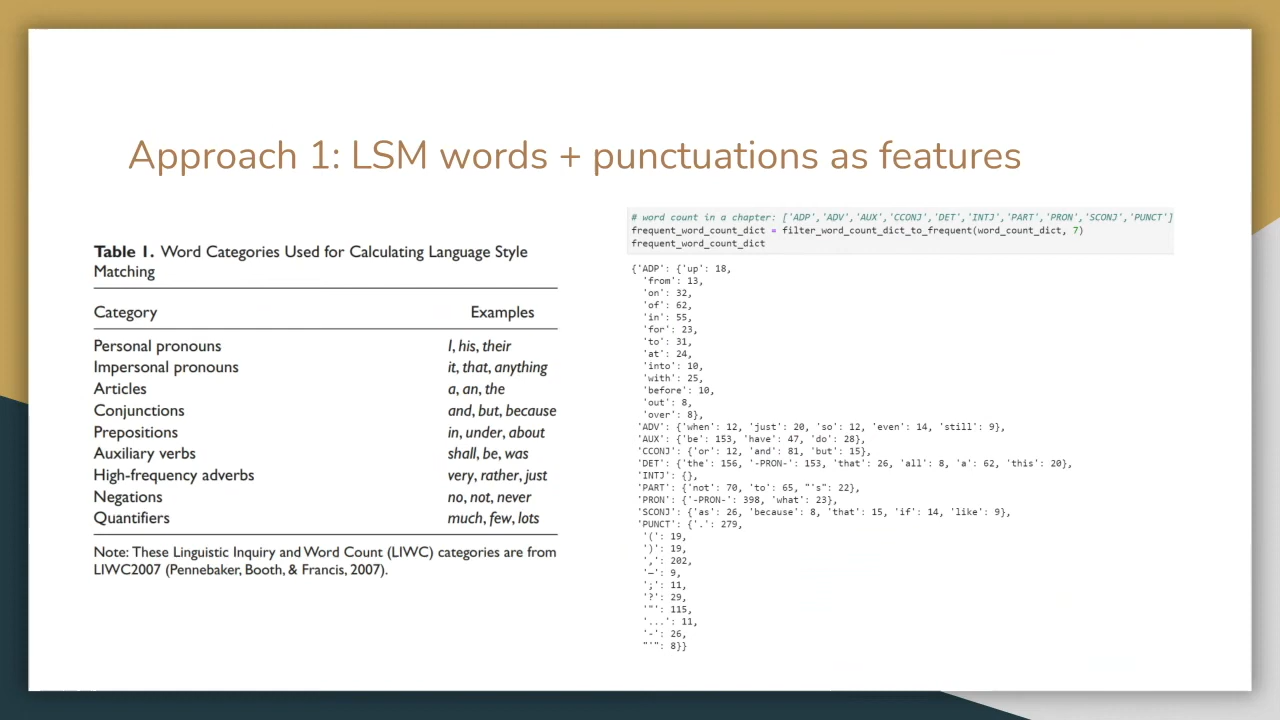 Approach 1: LSM words + punctuations as features
Table 1. Word Categories Used for Calculating Language Style
Matching
Category Examples
Personal pronouns I, his, their
Impersonal pronouns it, that, anything
Articles a, an, the
Conjunctions and, but, because
Prepositions in, under, about
Auxiliary verbs shall, be, was
High-frequency adverbs very, rather, just
Negations no, not, never
Quantifiers much, few, lots
Note: These Linguistic Inquiry and Word Count (LIWC) categories are from
LIWC2007 (Pennebaker, Booth, & Francis, 2007).
# word count in a chapter: ['ADP','ADV','AUX','CCONJ','DET','INTJ','PART','PRON','SCONJ','PUNCT']
frequent_word_count_dict = filter_word_count_dict_to_frequent(word_count_dict, 7)
frequent_word_count_dict
{'ADP': {'up': 18,
'from': 13,
'on': 32,
'of': 62,
'in': 55,
'for': 23,
'to': 31,
'at': 24,
'into': 10,
'with': 25,
'before': 10,
'out': 8,
'over': 8},
'ADV': {'when': 12, 'just': 20, 'so': 12, 'even': 14, 'still': 9},
'AUX': {'be': 153, 'have': 47, 'do': 28},
'CCONJ': {'or': 12, 'and': 81, 'but': 15},
'DET': {'the': 156, '-PRON-': 153, 'that': 26, 'all': 8, 'a': 62, 'this': 20},
'INTJ': {},
'PART': {'not': 70, 'to': 65, "'s": 22},
'PRON': {'-PRON-': 398, 'what': 23},
'SCONJ': {'as': 26, 'because': 8, 'that': 15, 'if': 14, 'like': 9},
'PUNCT': {'.': 279,
'(': 19,
')': 19,
',': 202,
'—': 9,
';': 11,
'?': 29,
'"': 115,
'...': 11,
'-': 26,
"'": 8}}